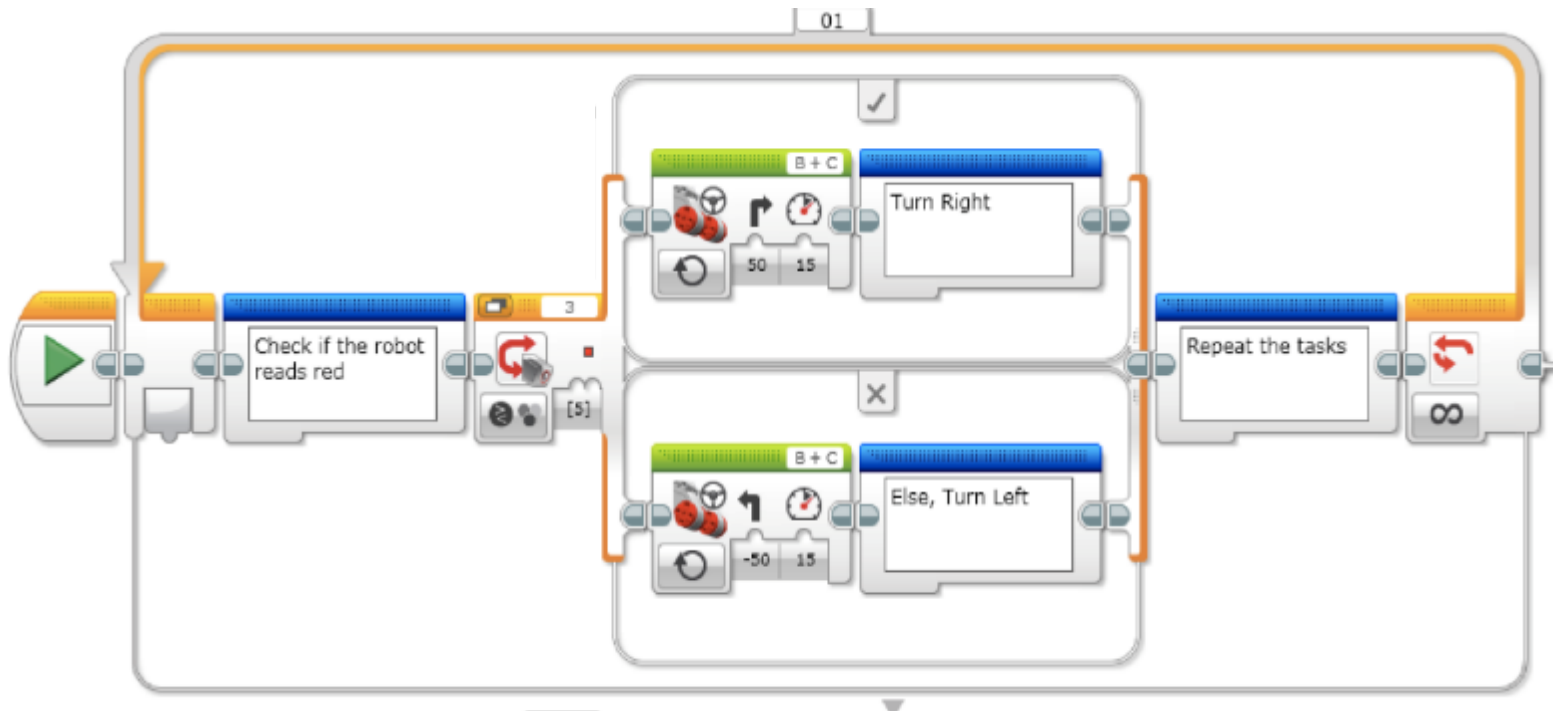 01
B + C
Turn Right
50 15
3
Check if the robot
reads red
[5]
Repeat the tasks
∞
B + C
Else, Turn Left
-50 15